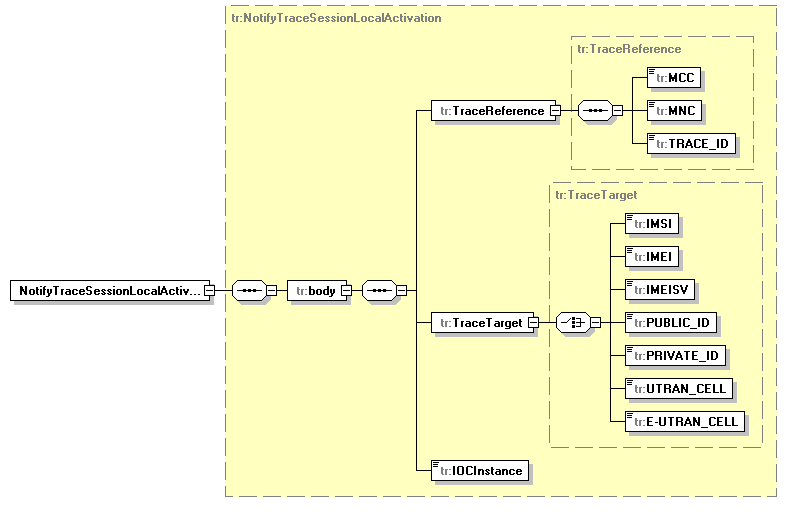 tr:NotifyTraceSessionLocalActivation
tr:TraceReference
tr:MCC
tr:TraceReference
tr:MNC
tr:TRACE_ID
tr:TraceTarget
tr:IMSI
tr:IMEI
NotifyTraceSessionLocalActiv...
tr:body
tr:IMEISV
tr:TraceTarget
tr:PUBLIC_ID
tr:PRIVATE_ID
tr:UTRAN_CELL
tr:E-UTRAN_CELL
tr:IOCInstance